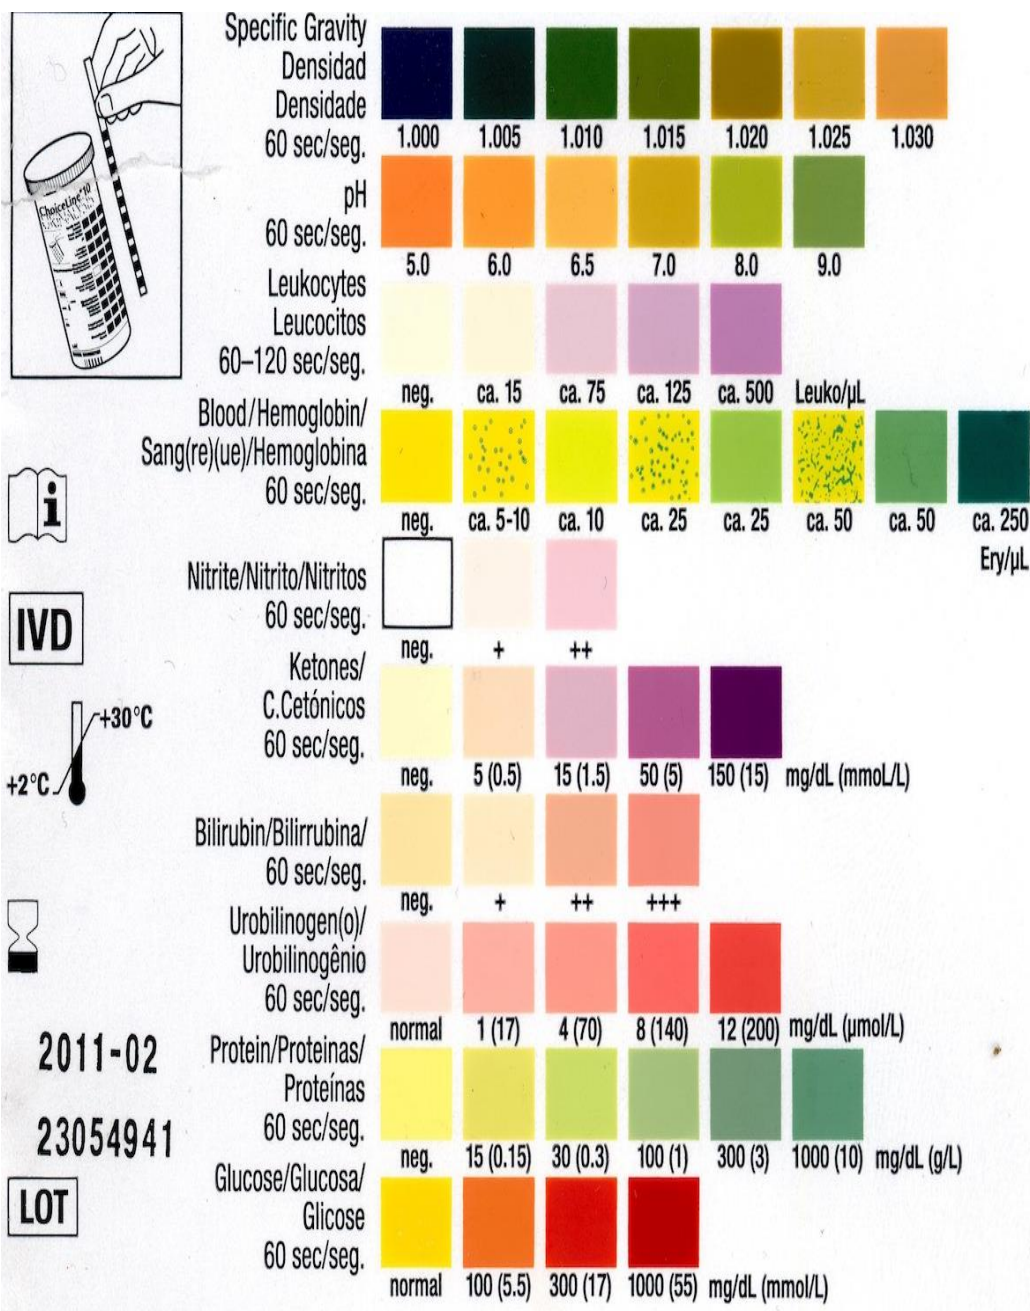 Specific Gravity
Densidad
Densidade
60 sec/seg.
1.000 1.005 1.010 1.015 1.020 1.025 1.030
ChoiceLine 10
pH
60 sec/seg.
5.0 6.0 6.5 7.0 8.0 9.0
Leukocytes
Leucocitos
60–120 sec/seg.
neg. ca. 15 ca. 75 ca. 125 ca. 500 Leuko/µL
Blood/Hemoglobin/
Sang(re)(ue)/Hemoglobina
60 sec/seg.
neg. ca. 5-10 ca. 10 ca. 25 ca. 25 ca. 50 ca. 50 ca. 250
Ery/µL
i
Nitrite/Nitrito/Nitritos
60 sec/seg.
neg. + ++
IVD
Ketones/
C.Cetónicos
60 sec/seg.
neg. 5 (0.5) 15 (1.5) 50 (5) 150 (15) mg/dL (mmoL/L)
+30°C
+2°C
Bilirubin/Bilirrubina/
60 sec/seg.
neg. + ++ +++
Urobilinogen(o)/
Urobilinogênio
60 sec/seg.
normal 1 (17) 4 (70) 8 (140) 12 (200) mg/dL (µmol/L)
2011-02
Protein/Proteinas/
Proteínas
60 sec/seg.
neg. 15 (0.15) 30 (0.3) 100 (1) 300 (3) 1000 (10) mg/dL (g/L)
23054941
LOT
Glucose/Glucosa/
Glicose
60 sec/seg.
normal 100 (5.5) 300 (17) 1000 (55) mg/dL (mmol/L)